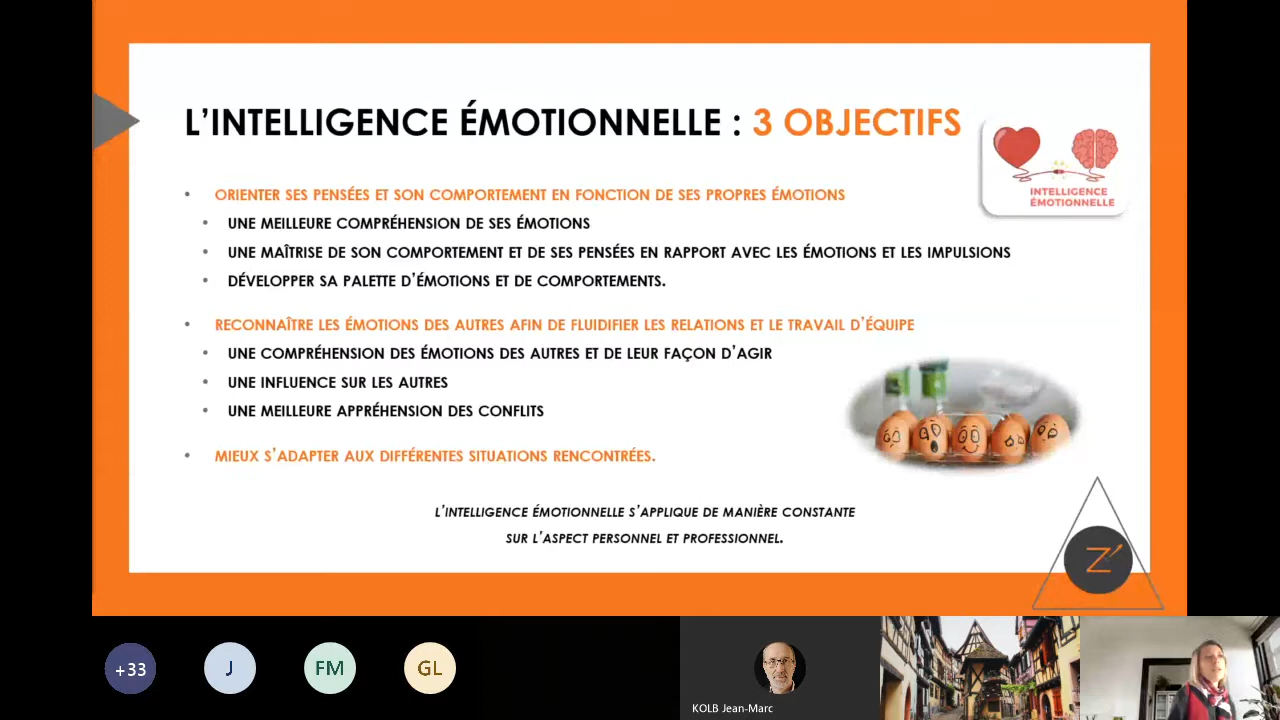 L'INTELLIGENCE ÉMOTIONNELLE : 3 OBJECTIFS
INTELLIGENCE
ÉMOTIONNELLE
• ORIENTER SES PENSÉES ET SON COMPORTEMENT EN FONCTION DE SES PROPRES ÉMOTIONS
• UNE MEILLEURE COMPRÉHENSION DE SES ÉMOTIONS
• UNE MAÎTRISE DE SON COMPORTEMENT ET DE SES PENSÉES EN RAPPORT AVEC LES ÉMOTIONS ET LES IMPULSIONS
• DÉVELOPPER SA PALETTE D'ÉMOTIONS ET DE COMPORTEMENTS.
• RECONNAÎTRE LES ÉMOTIONS DES AUTRES AFIN DE FLUIDIFIER LES RELATIONS ET LE TRAVAIL D'ÉQUIPE
• UNE COMPRÉHENSION DES ÉMOTIONS DES AUTRES ET DE LEUR FAÇON D'AGIR
• UNE INFLUENCE SUR LES AUTRES
• UNE MEILLEURE APPRÉHENSION DES CONFLITS
• MIEUX S'ADAPTER AUX DIFFÉRENTES SITUATIONS RENCONTRÉES.
L'INTELLIGENCE ÉMOTIONNELLE S'APPLIQUE DE MANIÈRE CONSTANTE
SUR L'ASPECT PERSONNEL ET PROFESSIONNEL.
Z
+33
J
FM
GL
KOLB Jean-Marc